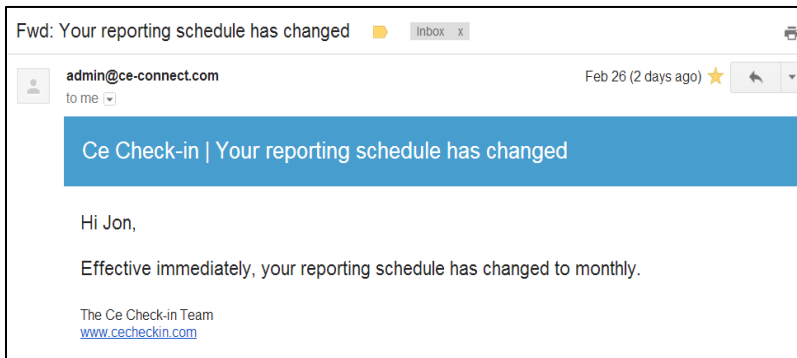 Fwd: Your reporting schedule has changed Inbox x
admin@ce-connect.com Feb 26 (2 days ago)
to me
Ce Check-in | Your reporting schedule has changed
Hi Jon,
Effective immediately, your reporting schedule has changed to monthly.
The Ce Check-in Team
www.cecheckin.com